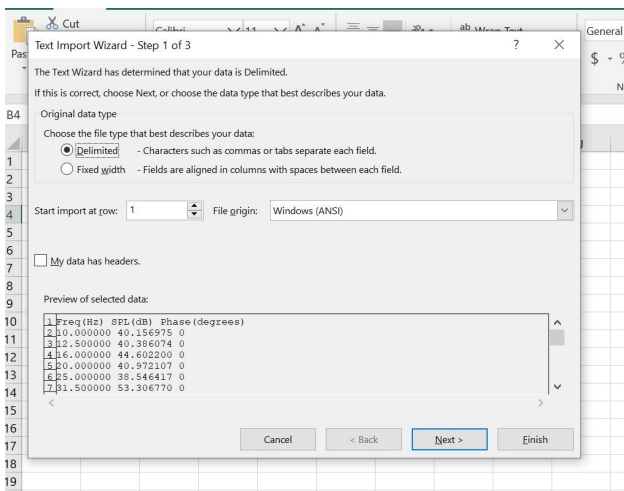 Cut
Calibri 11 Wrap Text General
Text Import Wizard - Step 1 of 3 ? ×
The Text Wizard has determined that your data is Delimited.
If this is correct, choose Next, or choose the data type that best describes your data.
B4
Original data type
Choose the file type that best describes your data:
Delimited - Characters such as commas or tabs separate each field.
Fixed width - Fields are aligned in columns with spaces between each field.
Start import at row: 1 File origin: Windows (ANSI)
My data has headers.
Preview of selected data:
1 Freq(Hz) SPL(dB) Phase(degrees)
2 10.000000 40.156975 0
3 12.500000 40.386074 0
4 16.000000 44.602200 0
5 20.000000 40.972107 0
6 25.000000 38.546417 0
7 31.500000 53.306770 0
Cancel < Back Next > Finish
1
2
3
4
5
6
7
8
9
10
11
12
13
14
15
16
17
18
19
$